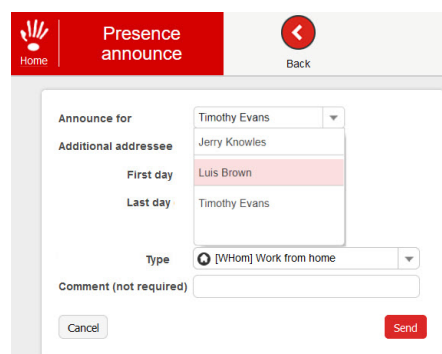 Home
Presence
announce
Back
Announce for
Timothy Evans
Additional addressee
Jerry Knowles
First day
Luis Brown
Last day
Timothy Evans
Type
[WHom] Work from home
Comment (not required)
Cancel
Send